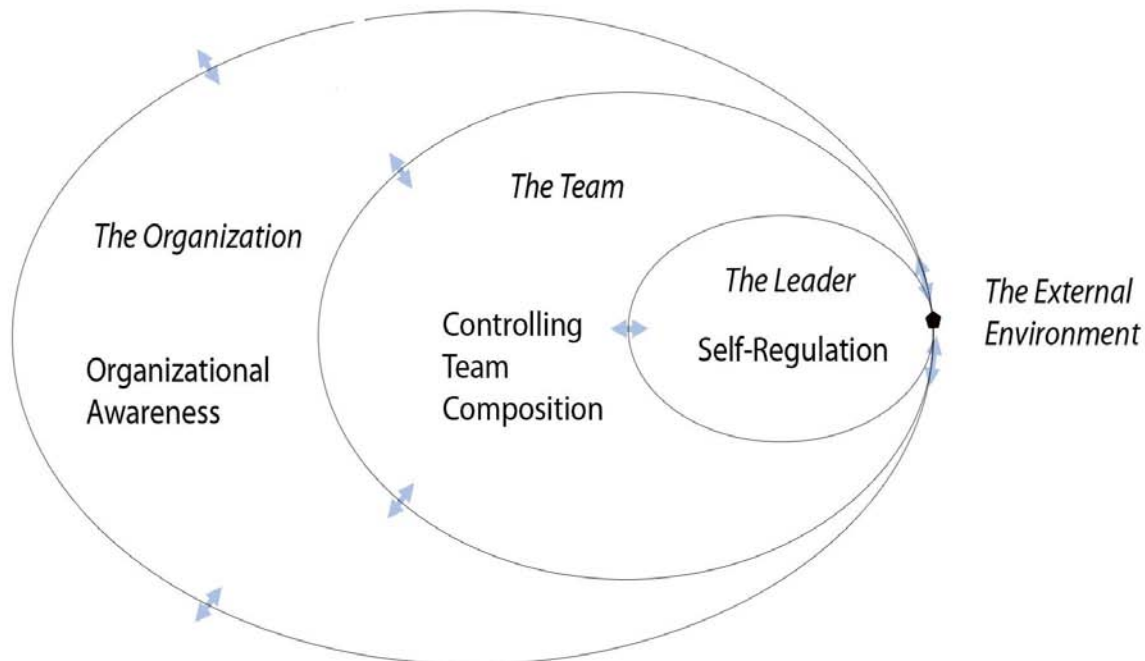 The Team
The Organization
The Leader
The External
Environment
Controlling
Team
Composition
Self-Regulation
Organizational
Awareness